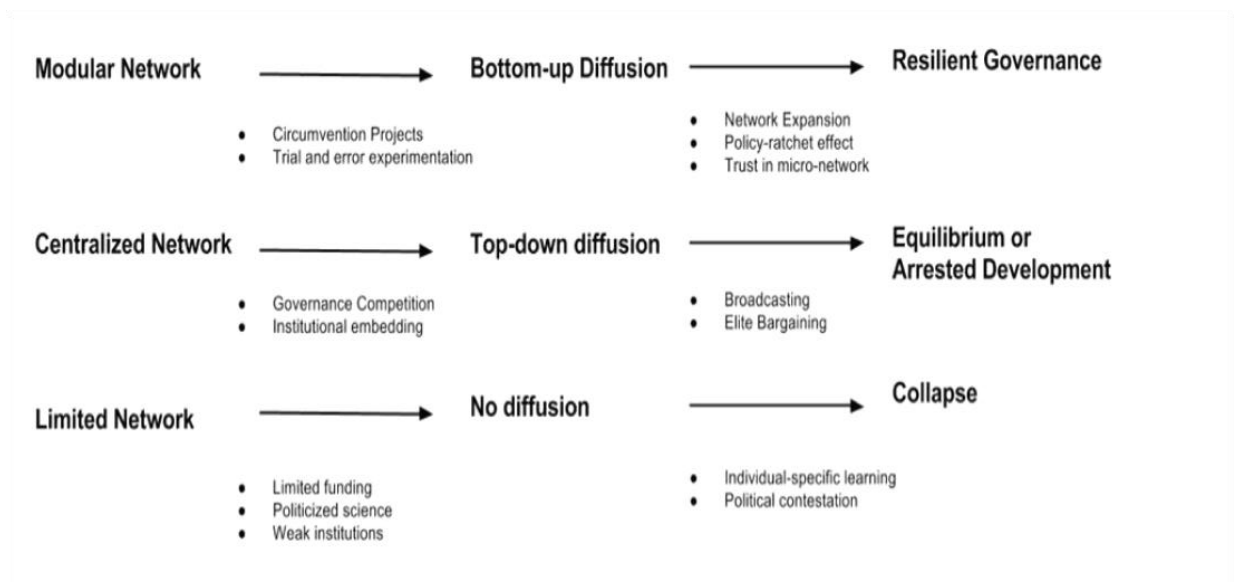 Modular Network
Bottom-up Diffusion
Resilient Governance
• Circumvention Projects
• Trial and error experimentation
• Network Expansion
• Policy-ratchet effect
• Trust in micro-network
Centralized Network
Top-down diffusion
Equilibrium or
Arrested Development
• Governance Competition
• Institutional embedding
• Broadcasting
• Elite Bargaining
Limited Network
No diffusion
Collapse
• Limited funding
• Politicized science
• Weak institutions
• Individual-specific learning
• Political contestation